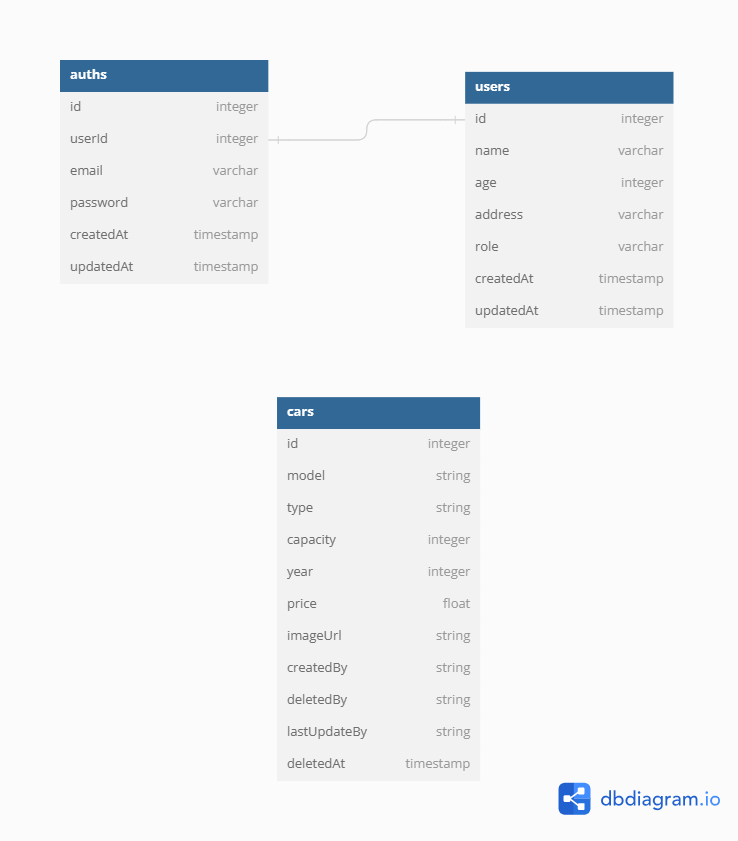 auths
id integer
userId integer
email varchar
password varchar
createdAt timestamp
updatedAt timestamp
users
id integer
name varchar
age integer
address varchar
role varchar
createdAt timestamp
updatedAt timestamp
cars
id integer
model string
type string
capacity integer
year integer
price float
imageUrl string
createdBy string
deletedBy string
lastUpdateBy string
deletedAt timestamp
dbdiagram.io